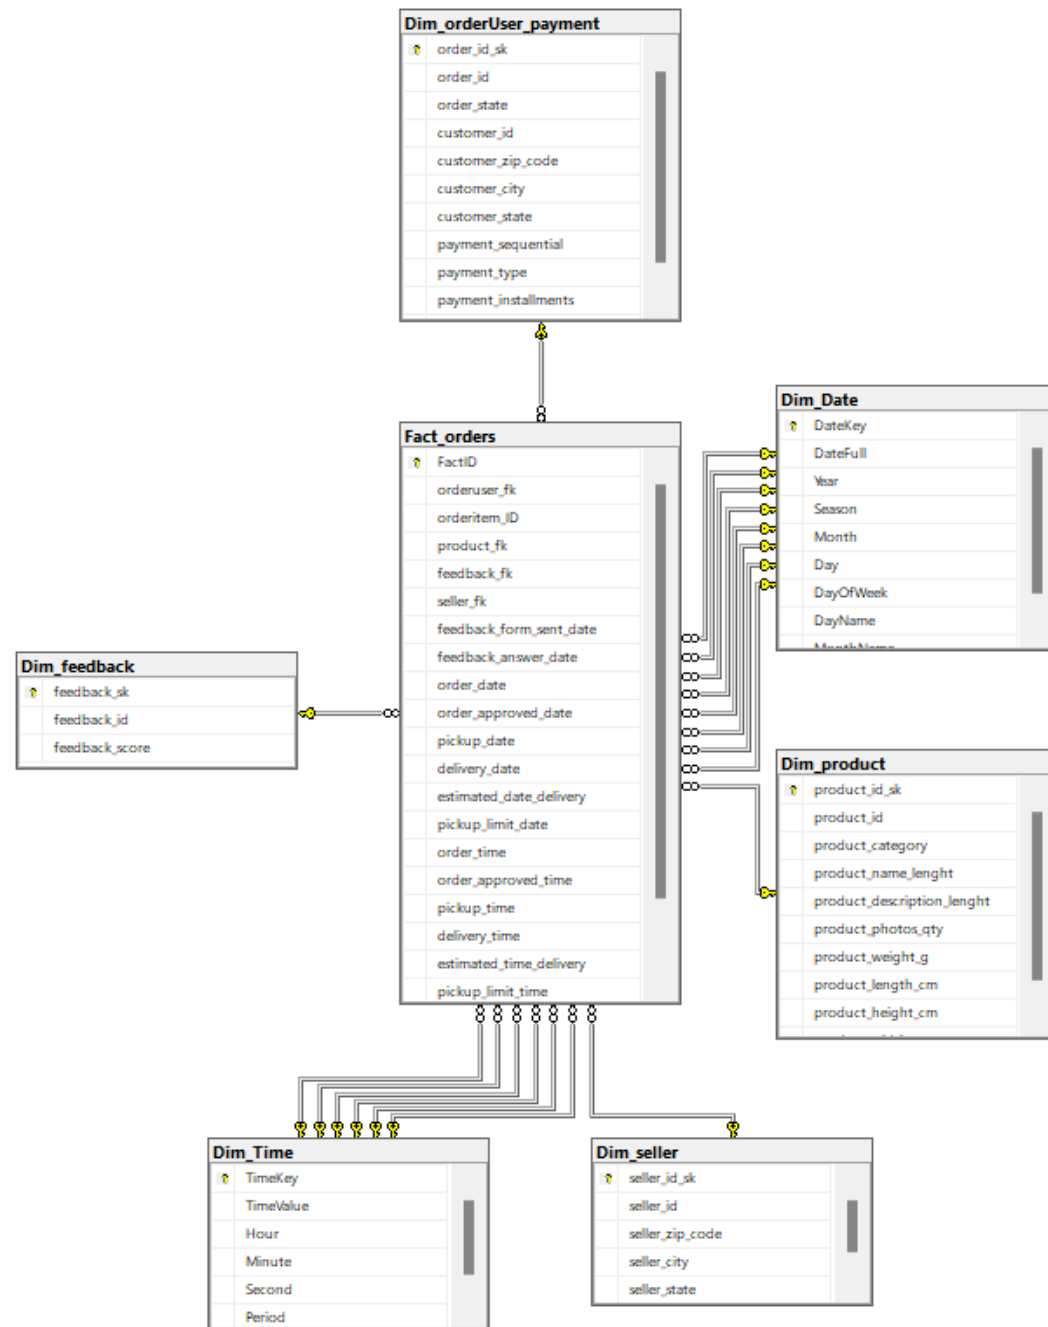 Dim_orderUser_payment
order_id_sk
order_id
order_state
customer_id
customer_zip_code
customer_city
customer_state
payment_sequential
payment_type
payment_installments
Fact_orders
FactID
orderuser_fk
orderitem_ID
product_fk
feedback_fk
seller_fk
feedback_form_sent_date
feedback_answer_date
order_date
order_approved_date
pickup_date
delivery_date
estimated_date_delivery
pickup_limit_date
order_time
order_approved_time
pickup_time
delivery_time
estimated_time_delivery
pickup_limit_time
Dim_Date
DateKey
DateFull
Year
Season
Month
Day
DayOfWeek
DayName
MonthName
Dim_feedback
feedback_sk
feedback_id
feedback_score
Dim_product
product_id_sk
product_id
product_category
product_name_lenght
product_description_lenght
product_photos_qty
product_weight_g
product_length_cm
product_height_cm
Dim_Time
TimeKey
TimeValue
Hour
Minute
Second
Period
Dim_seller
seller_id_sk
seller_id
seller_zip_code
seller_city
seller_state